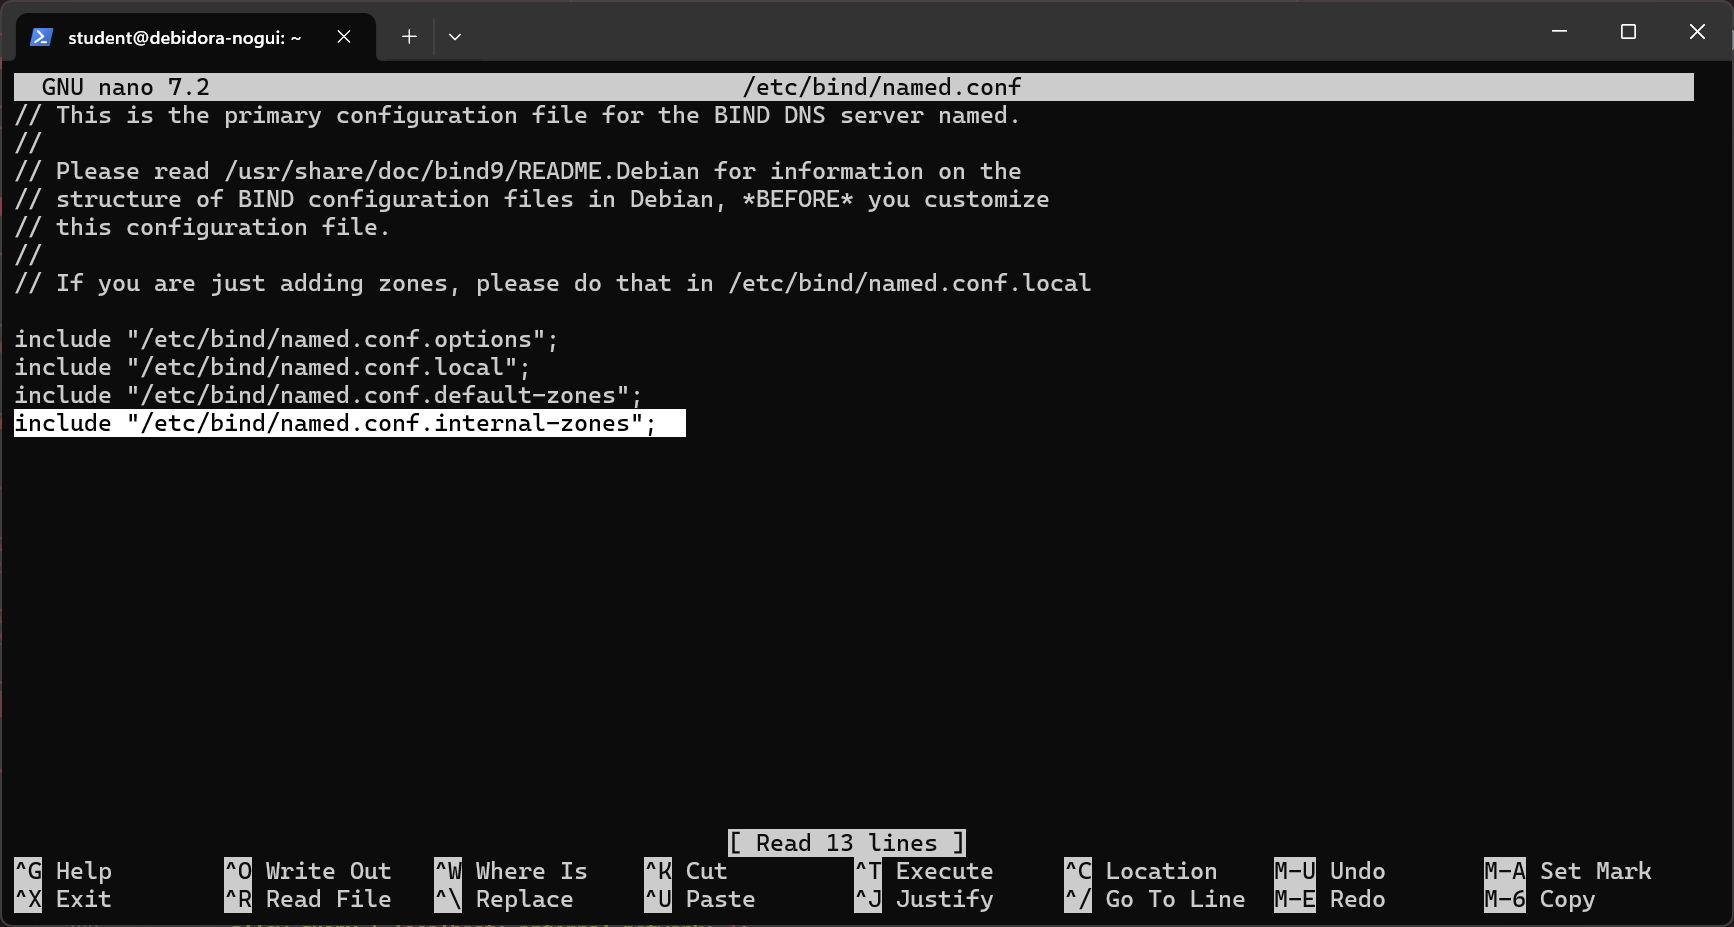 student@debidora-nogui: ~
GNU nano 7.2 /etc/bind/named.conf
// This is the primary configuration file for the BIND DNS server named.
//
// Please read /usr/share/doc/bind9/README.Debian for information on the
// structure of BIND configuration files in Debian, *BEFORE* you customize
// this configuration file.
//
// If you are just adding zones, please do that in /etc/bind/named.conf.local
include "/etc/bind/named.conf.options";
include "/etc/bind/named.conf.local";
include "/etc/bind/named.conf.default-zones";
include "/etc/bind/named.conf.internal-zones";
[ Read 13 lines ]
^G Help ^O Write Out ^W Where Is ^K Cut ^T Execute ^C Location M-U Undo M-A Set Mark
^X Exit ^R Read File ^\ Replace ^U Paste ^J Justify ^/ Go To Line M-E Redo M-6 Copy